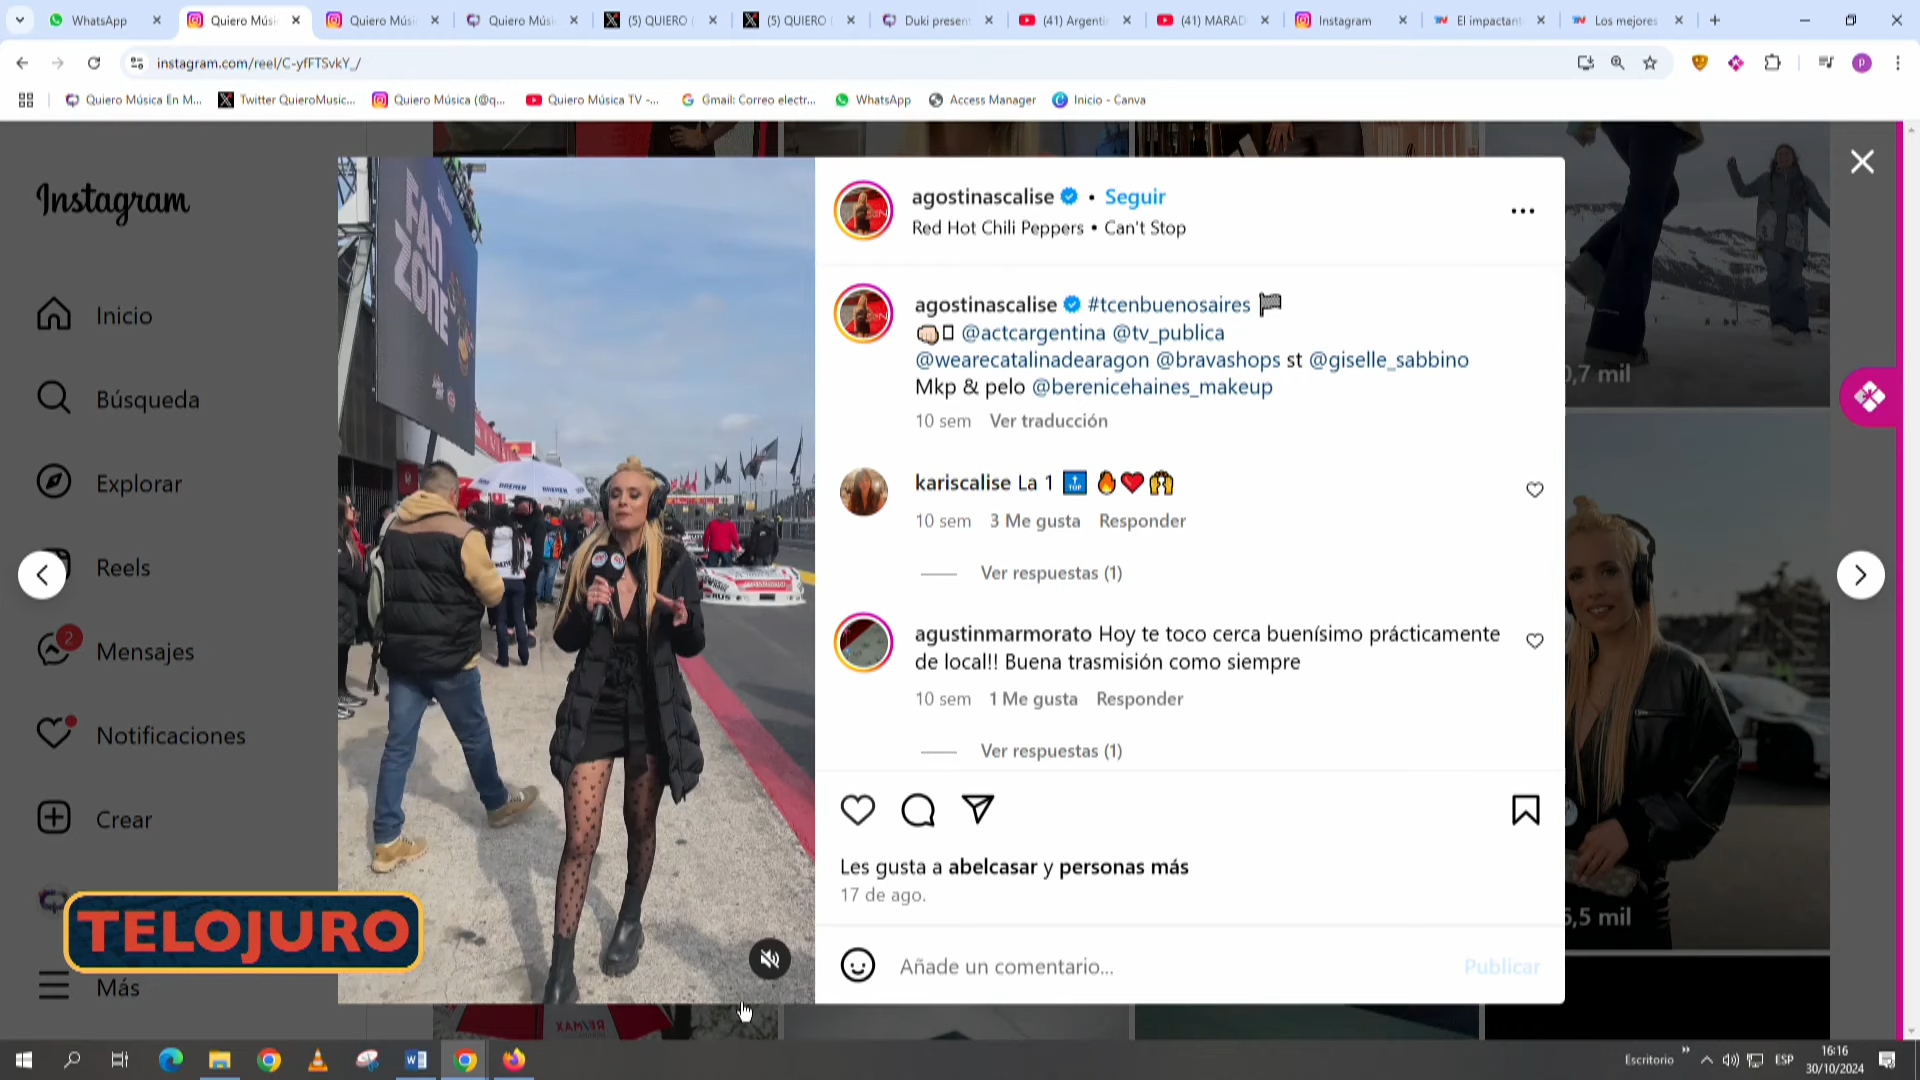 WhatsApp
Quiero Músi
Quiero Músi
Quiero Músi
(5) QUIERO
(5) QUIERO
Duki present
(41) Argenti
(41) MARAD
Instagram
El impactant
Los mejores
instagram.com/reel/C-yfFTSvkY_/
Quiero Música En M...
Twitter QuieroMusic...
Quiero Música (@q...
Quiero Música TV -...
Gmail: Correo electr...
WhatsApp
Access Manager
Inicio - Canva
Instagram
Inicio
Búsqueda
Explorar
Reels
2
Mensajes
Notificaciones
Crear
Más
TELOJURO
FAN
ZONE
BREMEN
BREMEN
RUS
agostinascalise • Seguir
Red Hot Chili Peppers • Can't Stop
agostinascalise #tcenbuenosaires
@actcargentina @tv_publica
@wearecatalinadearagon @bravashops st @giselle_sabbino
Mkp & pelo @berenicehaines_makeup
10 sem Ver traducción
kariscalise La 1 🔝 🔥❤️🙌
10 sem 3 Me gusta Responder
Ver respuestas (1)
agustinmarmorato Hoy te toco cerca buenísimo prácticamente
de local!! Buena trasmisión como siempre
10 sem 1 Me gusta Responder
Ver respuestas (1)
Les gusta a abelcasar y personas más
17 de ago.
Añade un comentario...
Publicar
0,7 mil
5,5 mil
RE/MAX
Escritorio
ESP
16:16
30/10/2024